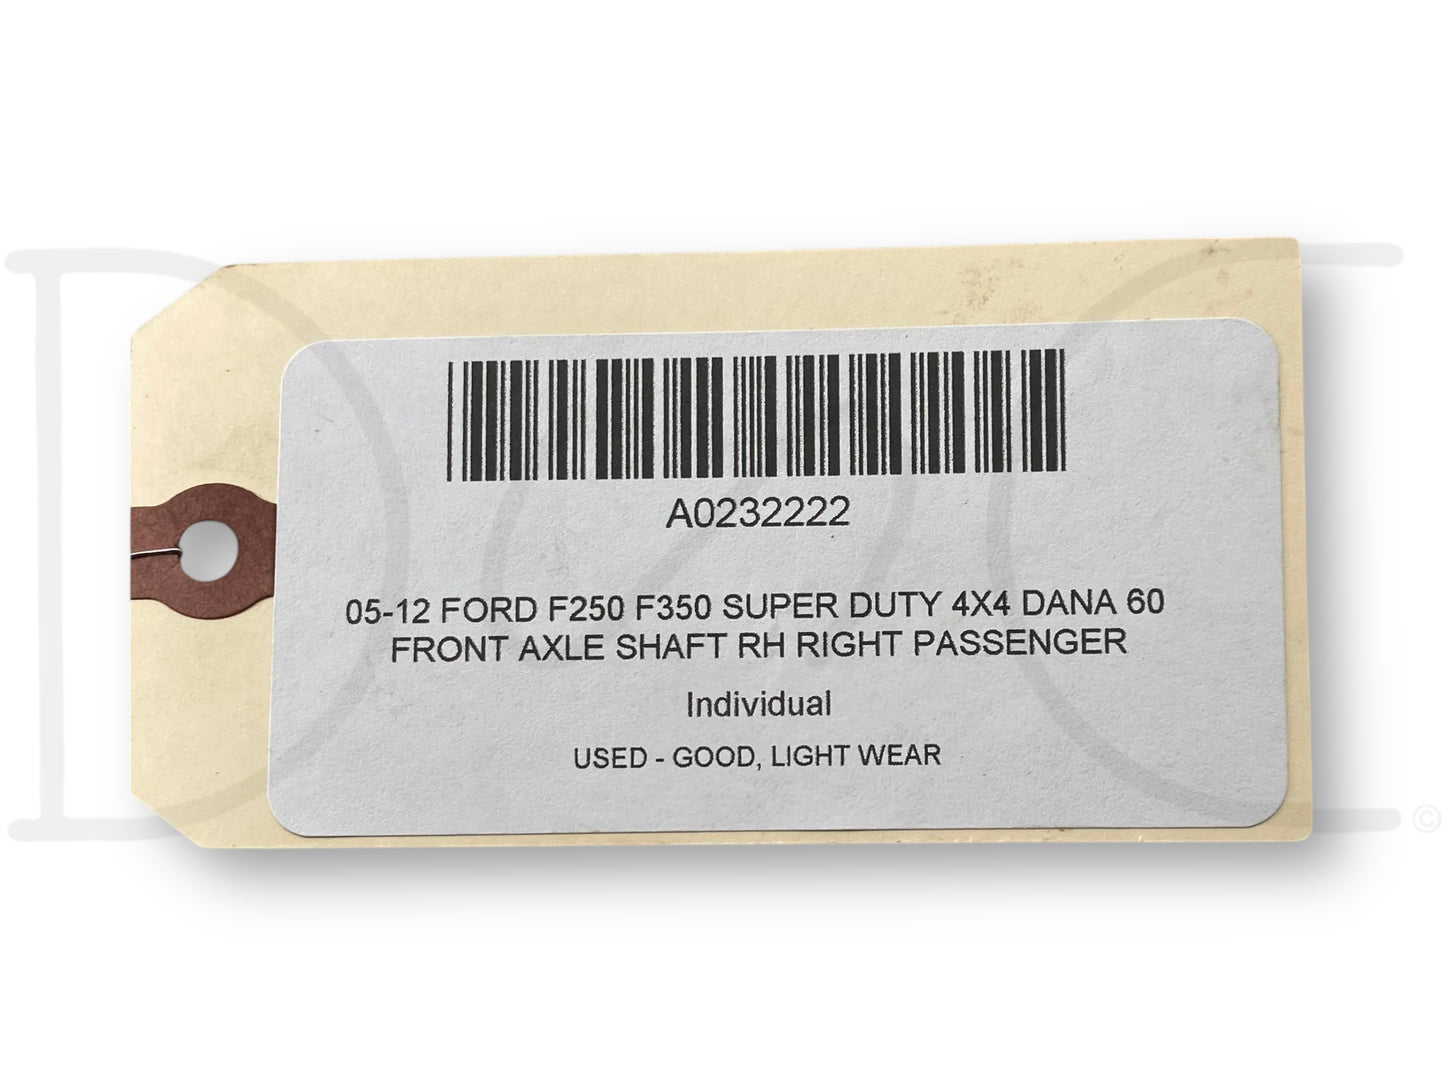 A0232222
05-12 FORD F250 F350 SUPER DUTY 4X4 DANA 60
FRONT AXLE SHAFT RH RIGHT PASSENGER
Individual
USED - GOOD, LIGHT WEAR
©